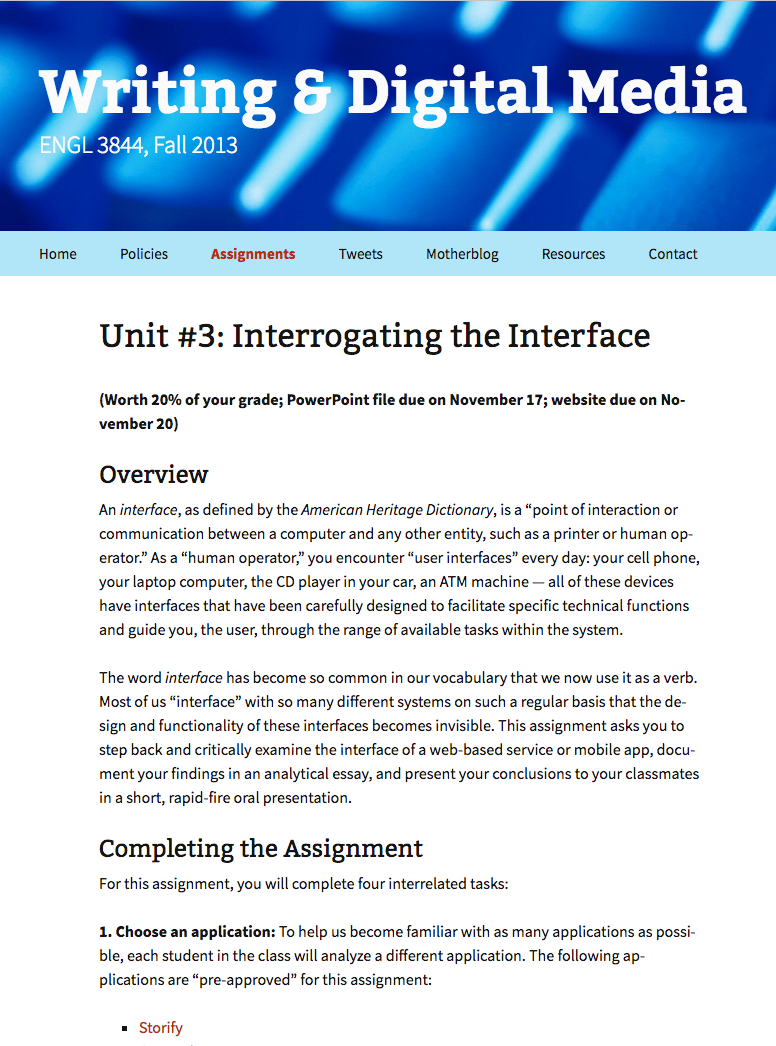 Writing & Digital Media
ENGL 3844, Fall 2013
Home Policies Assignments Tweets Motherblog Resources Contact
Unit #3: Interrogating the Interface
(Worth 20% of your grade; PowerPoint file due on November 17; website due on No-
vember 20)
Overview
An interface, as defined by the American Heritage Dictionary, is a “point of interaction or
communication between a computer and any other entity, such as a printer or human op-
erator.” As a “human operator,” you encounter “user interfaces” every day: your cell phone,
your laptop computer, the CD player in your car, an ATM machine — all of these devices
have interfaces that have been carefully designed to facilitate specific technical functions
and guide you, the user, through the range of available tasks within the system.
The word interface has become so common in our vocabulary that we now use it as a verb.
Most of us “interface” with so many different systems on such a regular basis that the de-
sign and functionality of these interfaces becomes invisible. This assignment asks you to
step back and critically examine the interface of a web-based service or mobile app, docu-
ment your findings in an analytical essay, and present your conclusions to your classmates
in a short, rapid-fire oral presentation.
Completing the Assignment
For this assignment, you will complete four interrelated tasks:
1. Choose an application: To help us become familiar with as many applications as possi-
ble, each student in the class will analyze a different application. The following ap-
plications are “pre-approved” for this assignment:
▪ Storify